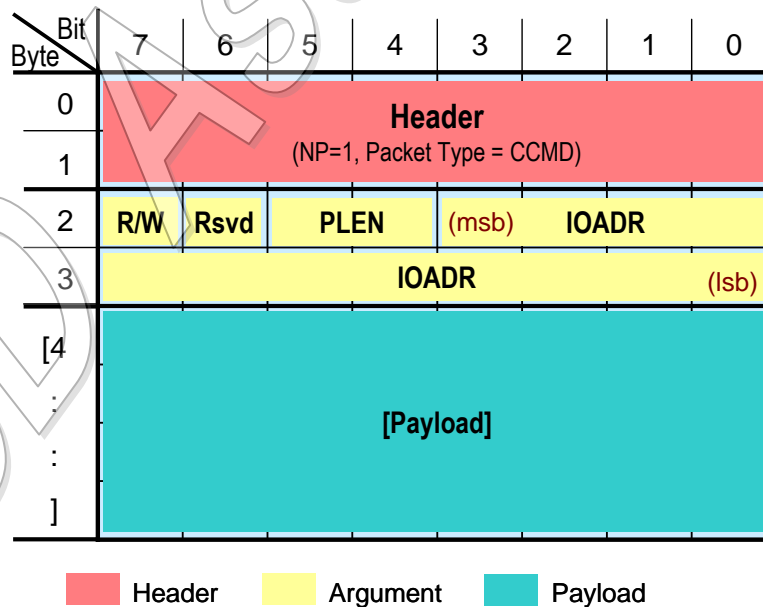 Bit
Byte 7 6 5 4 3 2 1 0
0 Header
(NP=1, Packet Type = CCMD)
1
2 R/W Rsvd PLEN (msb) IOADR
3 IOADR (lsb)
[4
:
[Payload]
:
]
Header Argument Payload